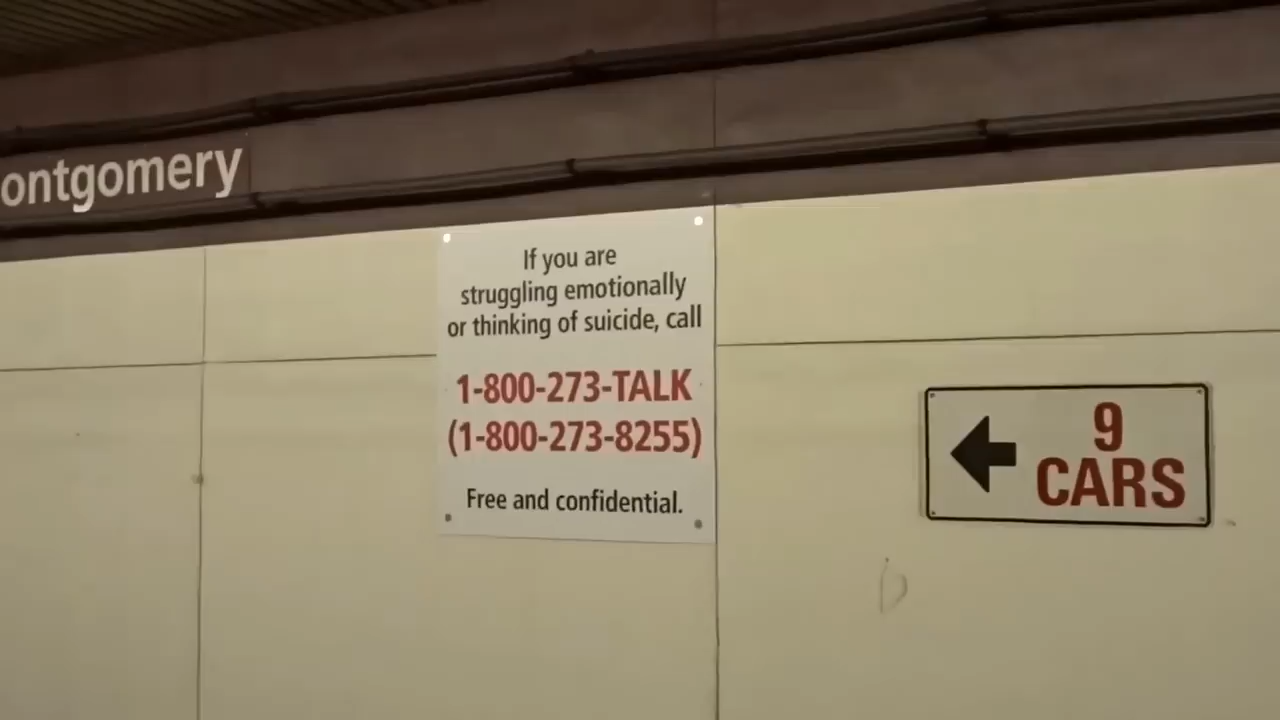 ontgomery
If you are
struggling emotionally
or thinking of suicide, call
1-800-273-TALK
(1-800-273-8255)
Free and confidential.
9
CARS